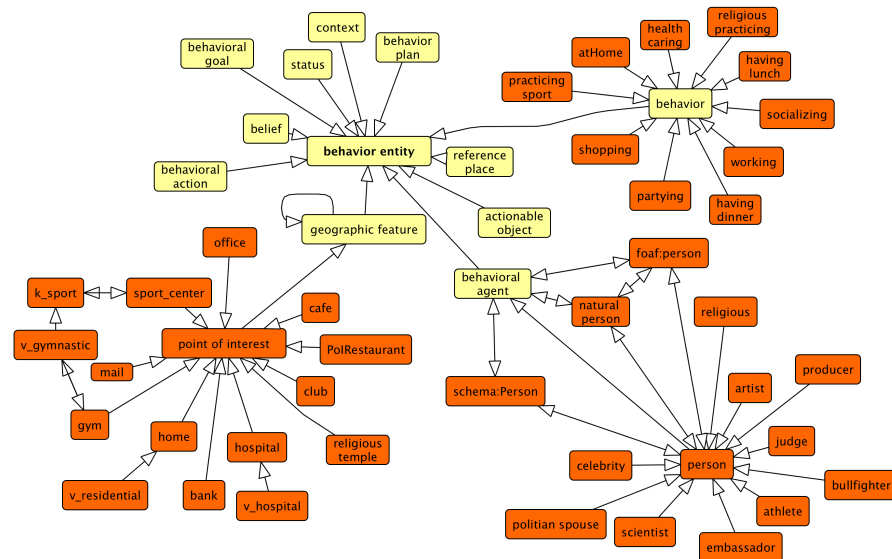 context
behavioral
goal
behavior
plan
status
belief
behavior entity
behavioral
action
reference
place
actionable
object
geographic feature
religious
practicing
health
caring
atHome
having
lunch
practicing
sport
behavior
socializing
shopping
working
partying
having
dinner
office
k_sport
sport_center
cafe
v_gymnastic
point of interest
PoIRestaurant
mail
club
gym
home
hospital
religious
temple
v_residential
bank
v_hospital
foaf:person
behavioral
agent
natural
person
religious
schema:Person
artist
producer
judge
celebrity
person
bullfighter
politian spouse
scientist
athlete
embassador